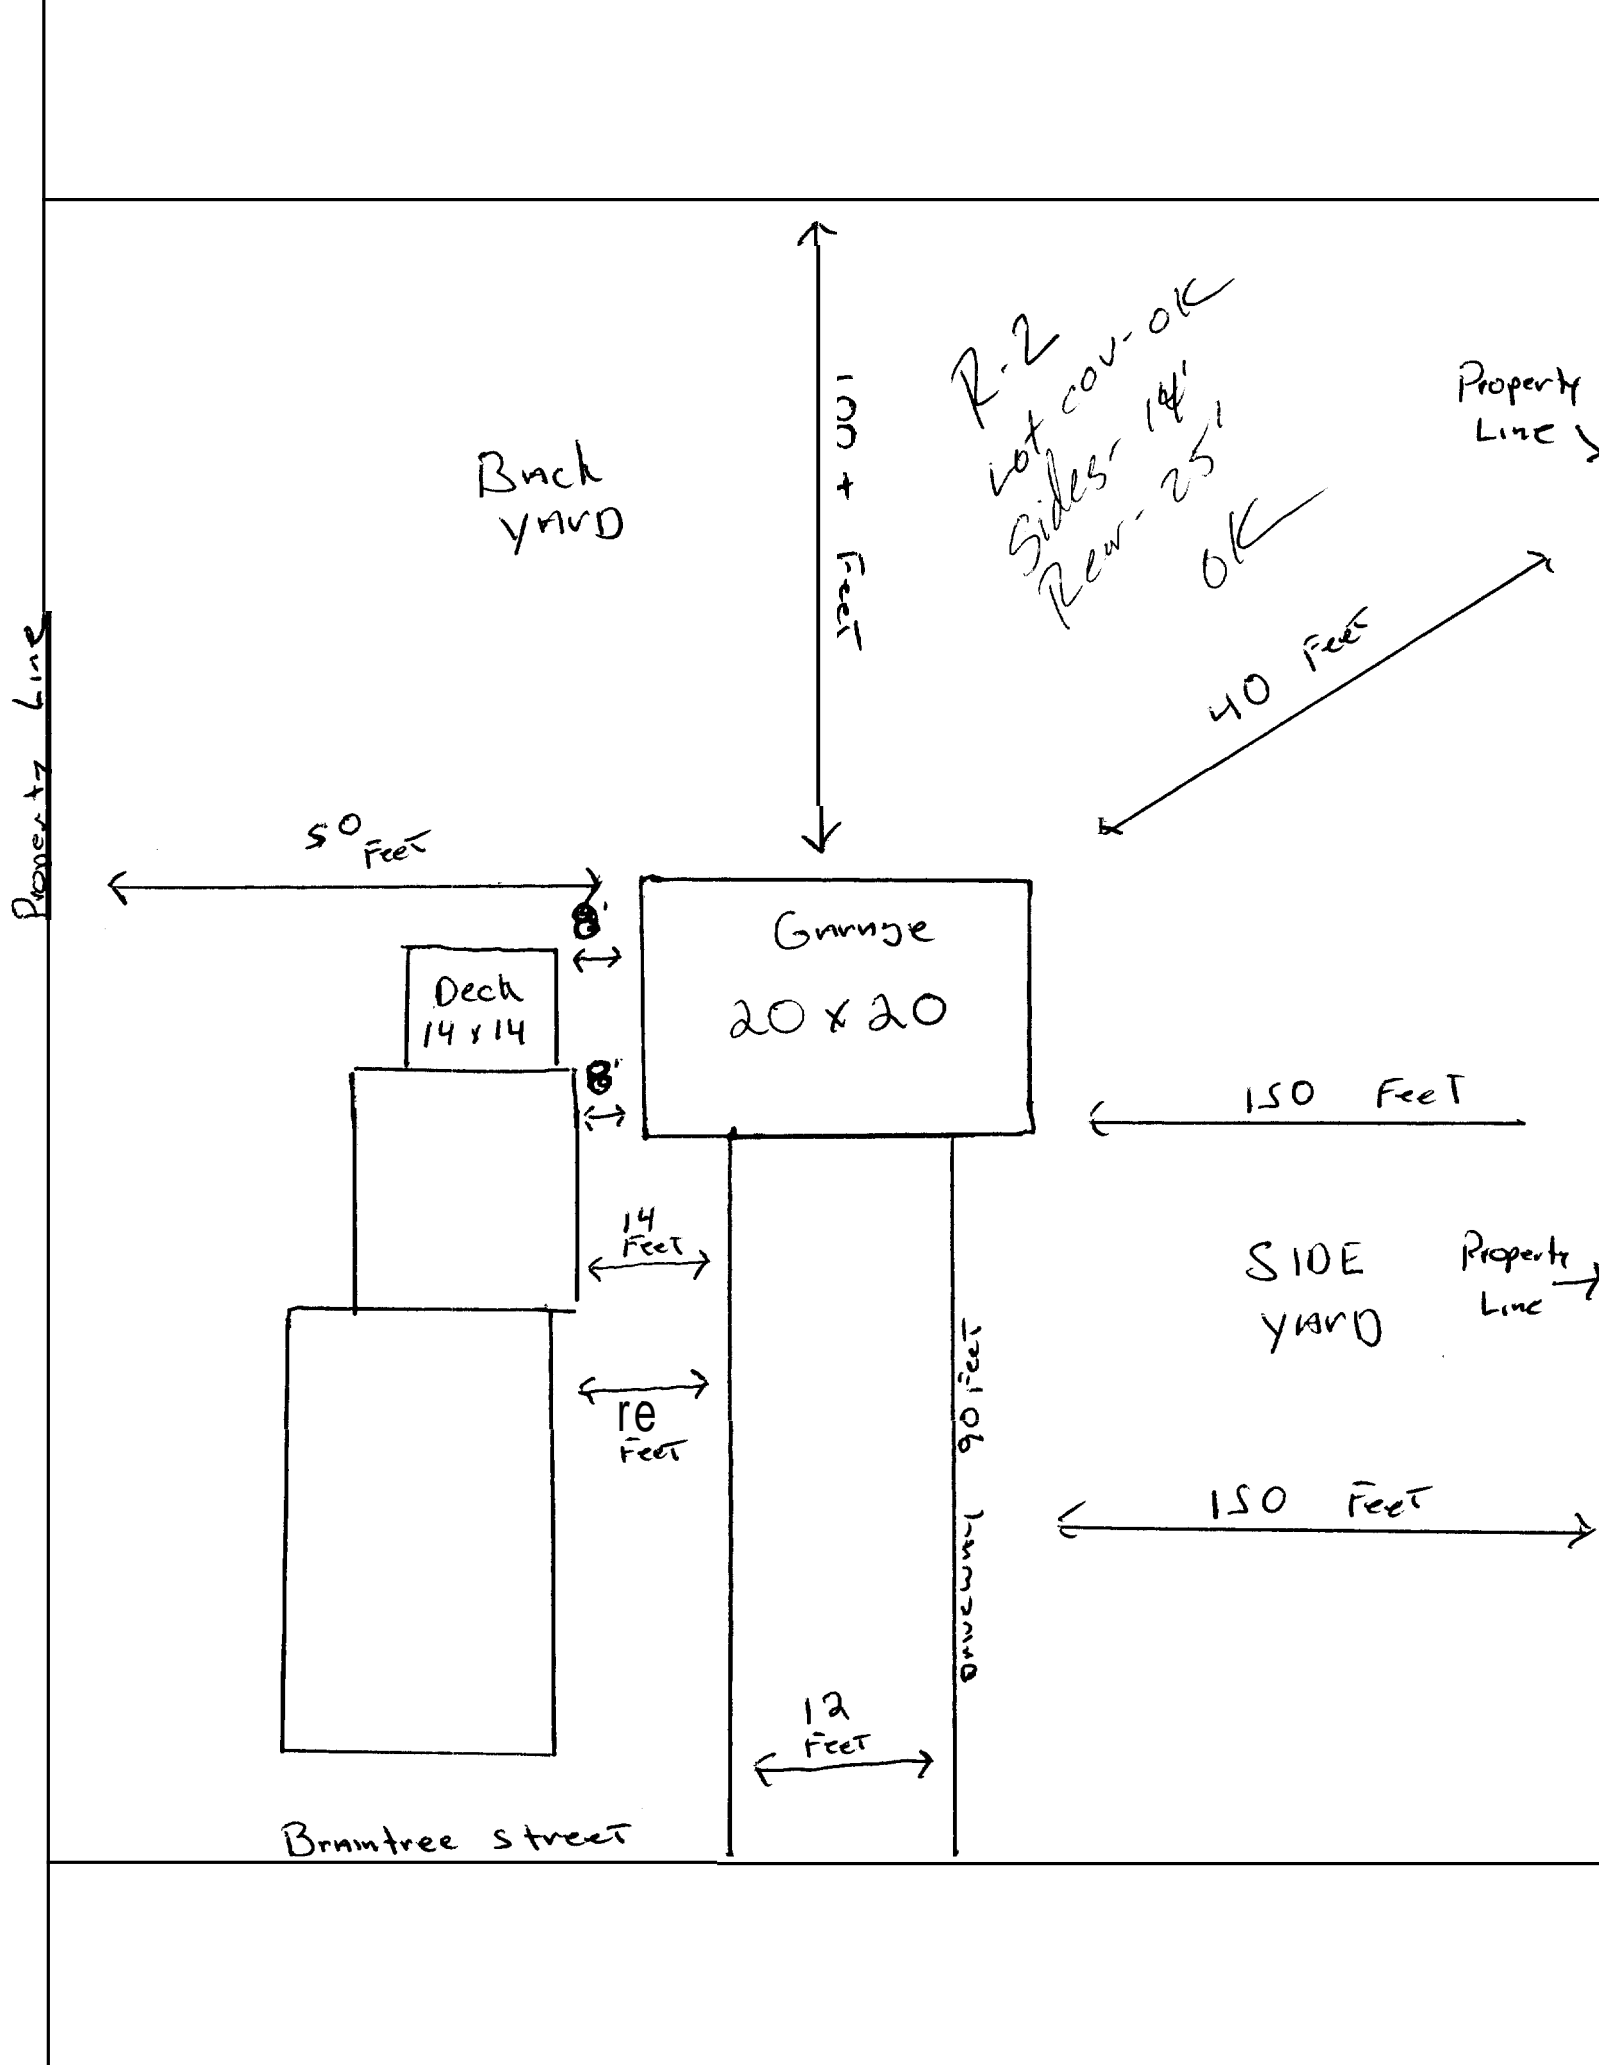 R-2
Lot cov-OK
Sides- 14'
Rear- 25'
OK
100 + Feet
Property
Line
Back
YArD
40 Feet
Property Line
50
Feet
8'
Garage
20 x 20
Deck
14 x 14
8'
150 Feet
14
Feet
SIDE
YArD
Property
Line
re
Feet
90 Feet
Driveway
150 Feet
12
Feet
Braintree street